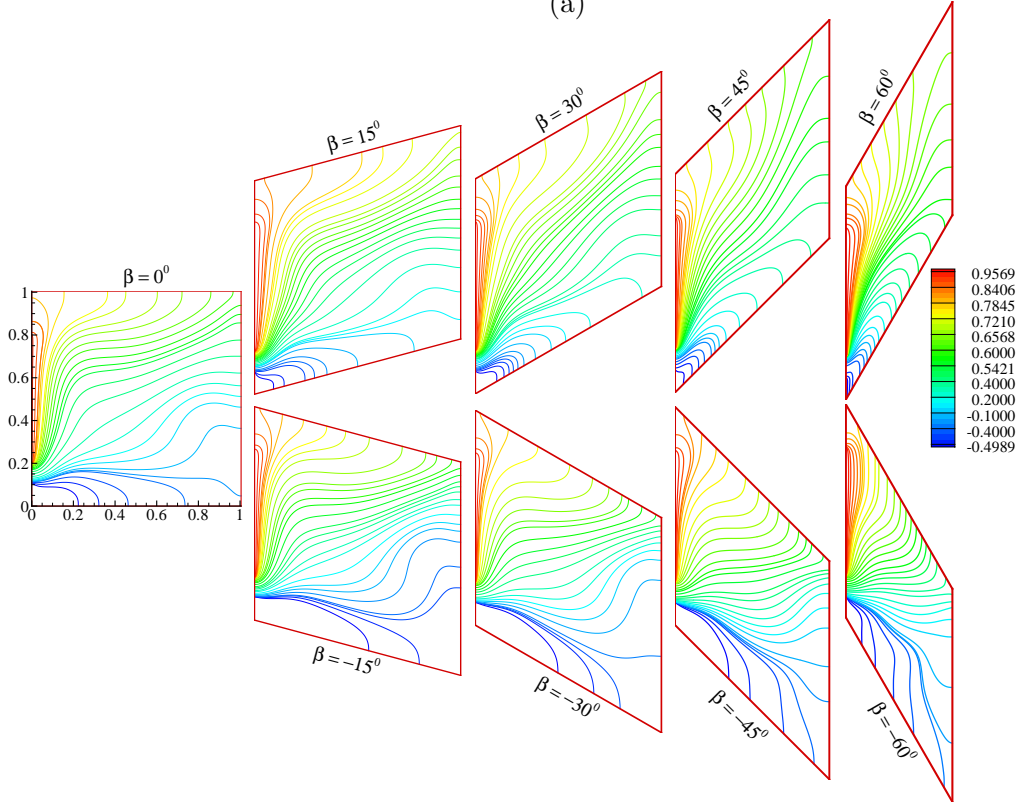 (a)
β = 60⁰
β = 45⁰
β = 30⁰
β = 15⁰
β = 0⁰
1
0.8
0.6
0.4
0.2
0
0
0.2
0.4
0.6
0.8
1
0.9569
0.8406
0.7845
0.7210
0.6568
0.6000
0.5421
0.4000
0.2000
-0.1000
-0.4000
-0.4989
β = -15⁰
β = -30⁰
β = -45⁰
β = -60⁰